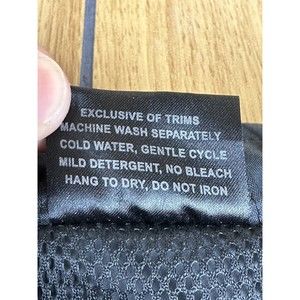 EXCLUSIVE OF TRIMS
MACHINE WASH SEPARATELY
COLD WATER, GENTLE CYCLE
MILD DETERGENT, NO BLEACH
HANG TO DRY, DO NOT IRON